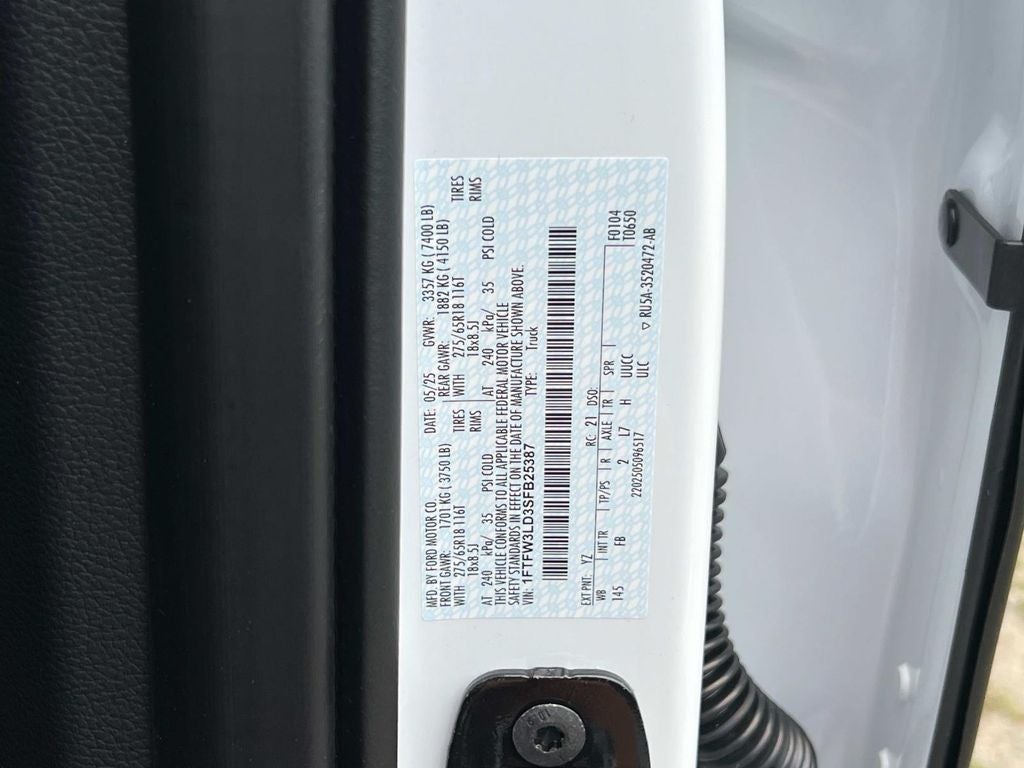 MFD. BY FORD MOTOR CO. DATE: 05/25 GVWR: 3357 KG ( 7400 LB)
FRONT GAWR: 1701 KG ( 3750 LB) REAR GAWR: 1882 KG ( 4150 LB)
WITH 275/65R18 116T TIRES WITH 275/65R18 116T TIRES
18x8.5J RIMS 18x8.5J RIMS
AT 240 kPa/ 35 PSI COLD AT 240 kPa/ 35 PSI COLD
THIS VEHICLE CONFORMS TO ALL APPLICABLE FEDERAL MOTOR VEHICLE
SAFETY STANDARDS IN EFFECT ON THE DATE OF MANUFACTURE SHOWN ABOVE.
VIN: 1FTFW3LD3SFB25387 TYPE: Truck
EXT PNT: YZ RC: 21 DSO: F0104
WB INT TR TP/PS R AXLE TR SPR T0650
145 FB 2 L7 H UUCC
2202505096517 ULC ▽ RU5A-3520472-AB
10.9